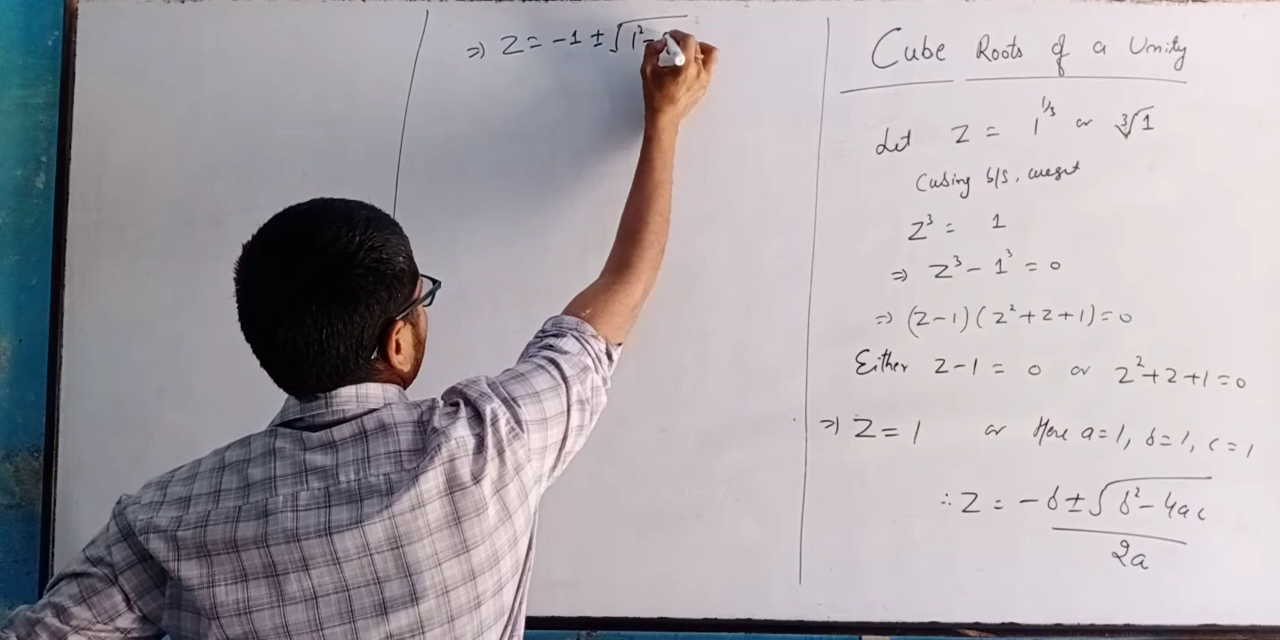 Cube Roots of a Unity
Let z = 1^{1/3} or ∛1
Cubing b/s, we get
z³ = 1
⇒ z³ - 1³ = 0
⇒ (z-1)(z²+z+1)=0
Either z-1 = 0 or z²+z+1=0
⇒ z = 1 or Here a=1, b=1, c=1
∴ z = -b ± √(b²-4ac)
2a
⇒ z = -1 ± √1²-